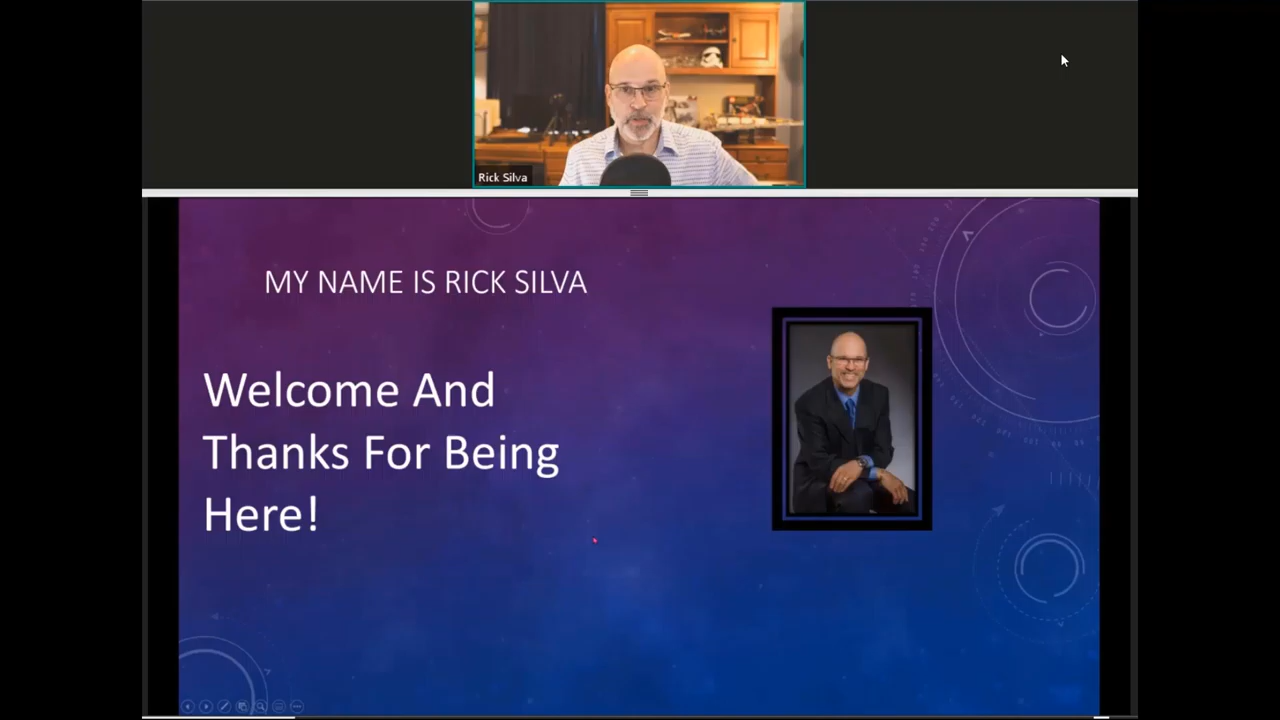 Rick Silva
MY NAME IS RICK SILVA
Welcome And
Thanks For Being
Here!